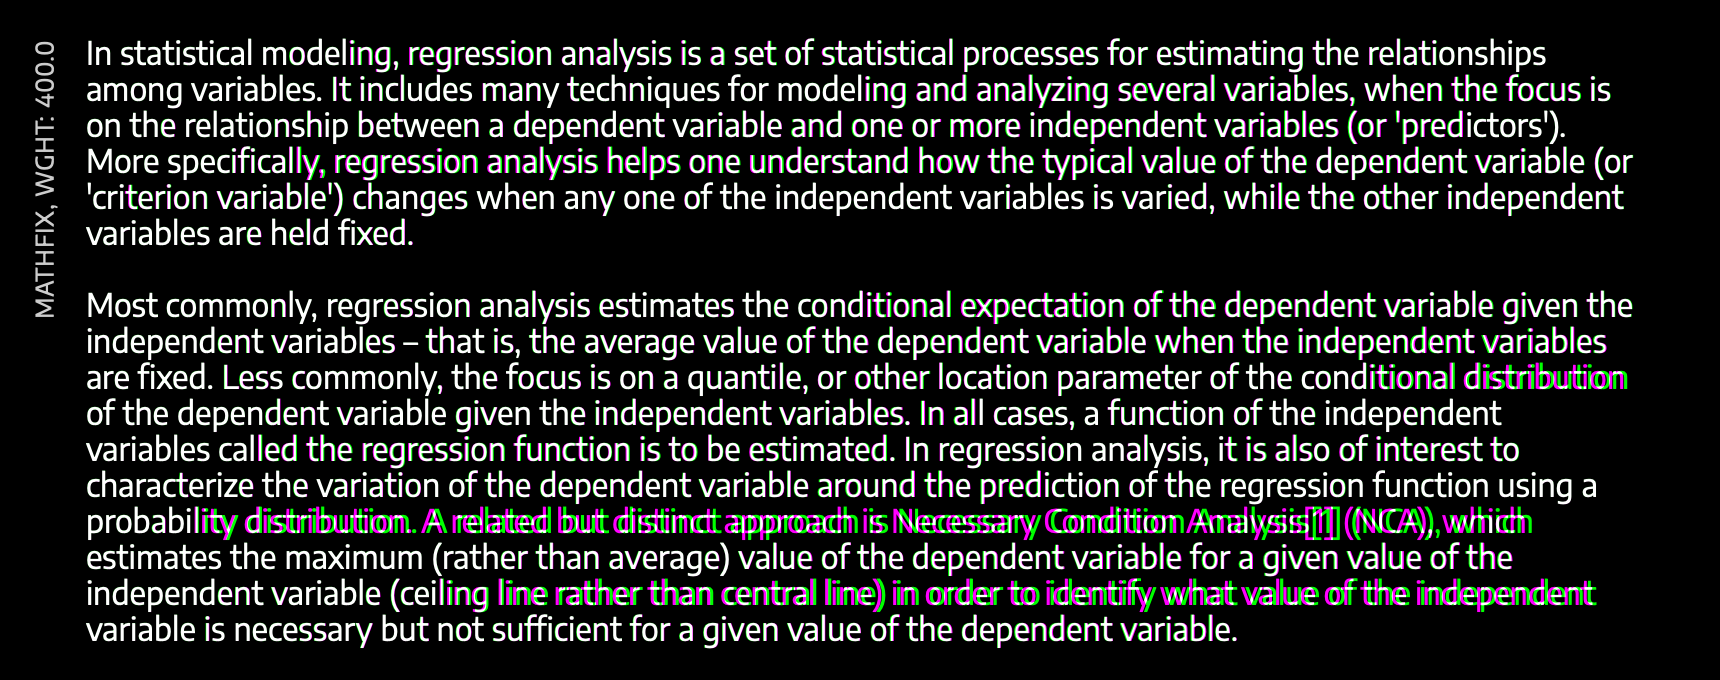 MATHFIX, WGHT: 400.0
In statistical modeling, regression analysis is a set of statistical processes for estimating the relationships
among variables. It includes many techniques for modeling and analyzing several variables, when the focus is
on the relationship between a dependent variable and one or more independent variables (or 'predictors').
More specifically, regression analysis helps one understand how the typical value of the dependent variable (or
'criterion variable') changes when any one of the independent variables is varied, while the other independent
variables are held fixed.
Most commonly, regression analysis estimates the conditional expectation of the dependent variable given the
independent variables – that is, the average value of the dependent variable when the independent variables
are fixed. Less commonly, the focus is on a quantile, or other location parameter of the conditional distribution
of the dependent variable given the independent variables. In all cases, a function of the independent
variables called the regression function is to be estimated. In regression analysis, it is also of interest to
characterize the variation of the dependent variable around the prediction of the regression function using a
probability distribution. A related but distinct approach is Necessary Condition Analysis[1] (NCA), which
estimates the maximum (rather than average) value of the dependent variable for a given value of the
independent variable (ceiling line rather than central line) in order to identify what value of the independent
variable is necessary but not sufficient for a given value of the dependent variable.